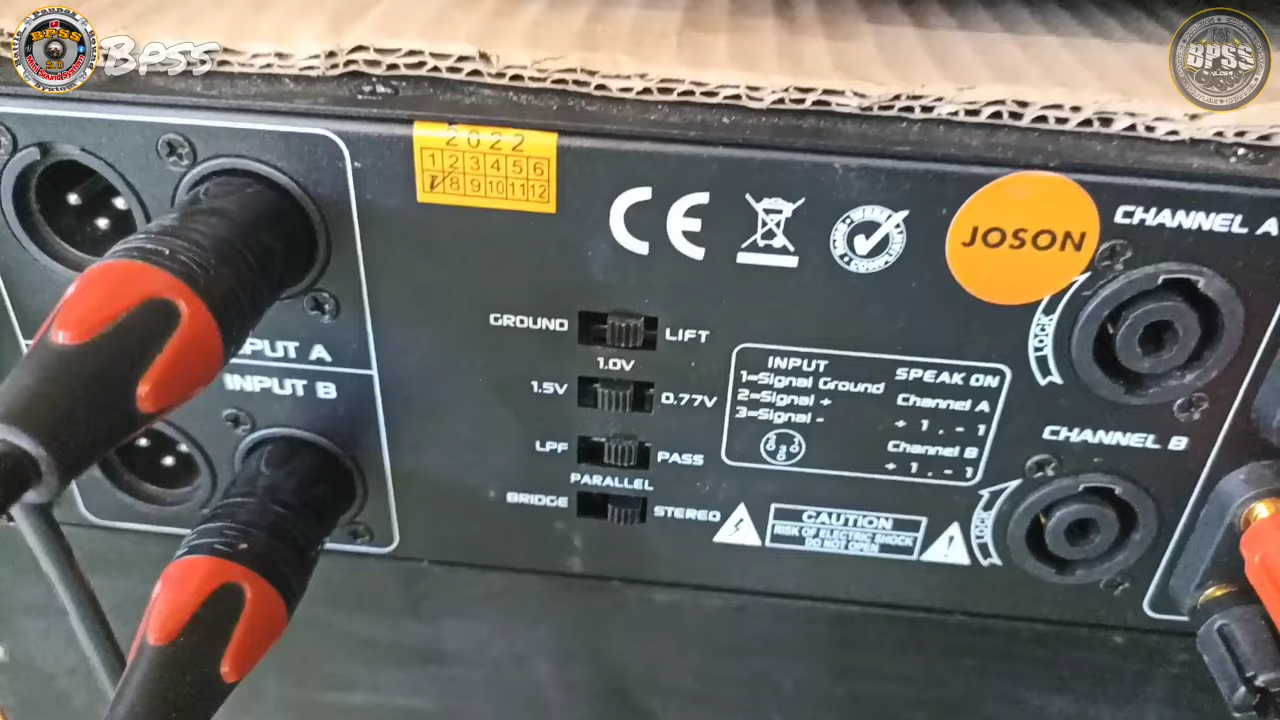 BPSS
BPSS
2022
1 2 3 4 5 6
7 8 9 10 11 12
CE
JOSON
CHANNEL A
LOCK
GROUND LIFT
1.0V
1.5V 0.77V
LPF PASS
PARALLEL
BRIDGE STEREO
PUT A
INPUT B
INPUT
1=Signal Ground
2=Signal +
3=Signal -
SPEAK ON
Channel A
+ 1 , - 1
Channel B
+ 1 , - 1
CHANNEL B
LOCK
CAUTION
RISK OF ELECTRIC SHOCK
DO NOT OPEN